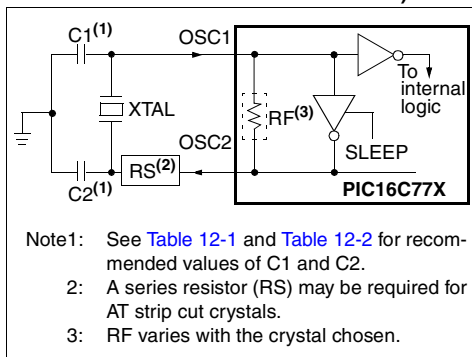 C1(1)
OSC1
To
internal
logic
XTAL
RF(3)
OSC2
SLEEP
RS(2)
C2(1)
PIC16C77X
Note1: See Table 12-1 and Table 12-2 for recom-
mended values of C1 and C2.
2: A series resistor (RS) may be required for
AT strip cut crystals.
3: RF varies with the crystal chosen.